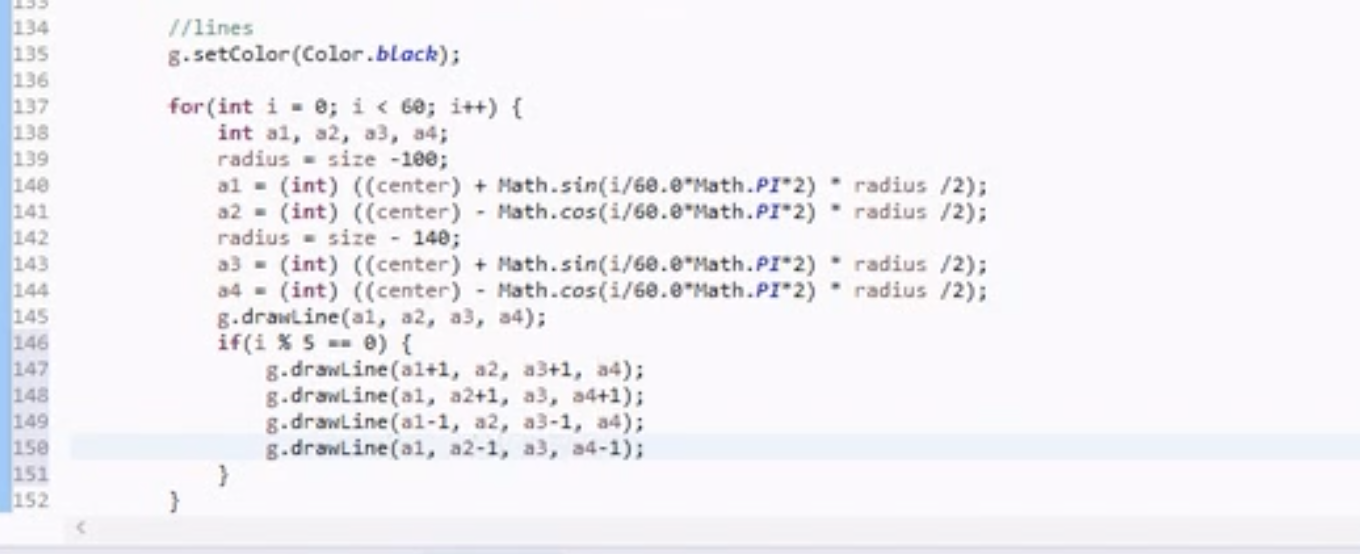 133
134 //lines
135 g.setColor(Color.black);
136
137 for(int i = 0; i < 60; i++) {
138 int a1, a2, a3, a4;
139 radius = size -100;
140 a1 = (int) ((center) + Math.sin(i/60.0*Math.PI*2) * radius /2);
141 a2 = (int) ((center) - Math.cos(i/60.0*Math.PI*2) * radius /2);
142 radius = size - 140;
143 a3 = (int) ((center) + Math.sin(i/60.0*Math.PI*2) * radius /2);
144 a4 = (int) ((center) - Math.cos(i/60.0*Math.PI*2) * radius /2);
145 g.drawLine(a1, a2, a3, a4);
146 if(i % 5 == 0) {
147 g.drawLine(a1+1, a2, a3+1, a4);
148 g.drawLine(a1, a2+1, a3, a4+1);
149 g.drawLine(a1-1, a2, a3-1, a4);
150 g.drawLine(a1, a2-1, a3, a4-1);
151 }
152 }